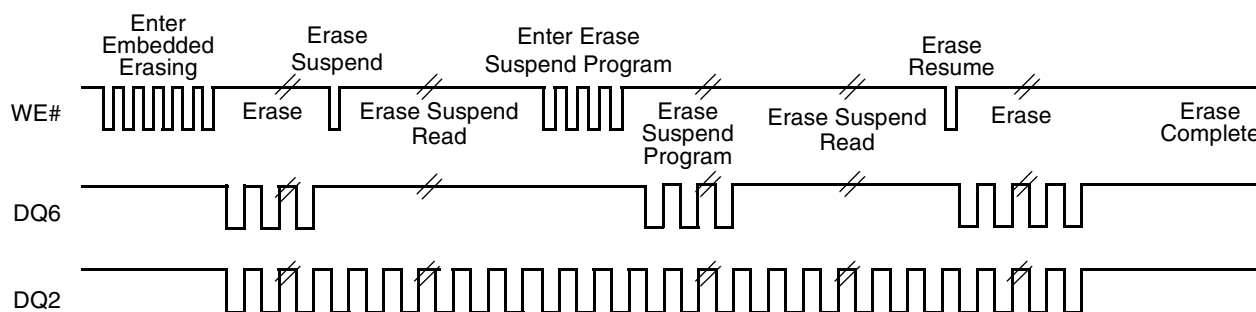 Enter
Embedded
Erasing
Erase
Suspend
Enter Erase
Suspend Program
Erase
Resume
WE#
Erase
Erase Suspend
Read
Erase
Suspend
Program
Erase Suspend
Read
Erase
Erase
Complete
DQ6
DQ2